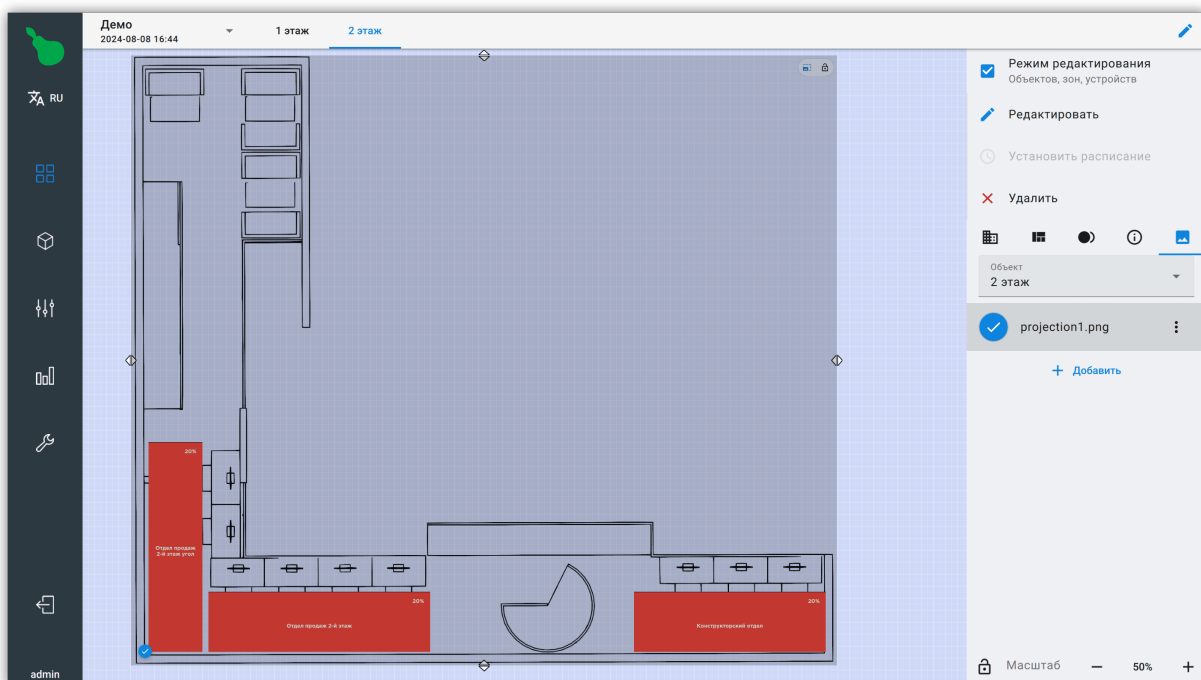 Демо
2024-08-08 16:44
1 этаж
2 этаж
RU
Режим редактирования
Объектов, зон, устройств
Редактировать
Установить расписание
Удалить
Объект
2 этаж
projection1.png
Добавить
20%
Отдел продаж
2-й этаж угол
20%
Отдел продаж 2-й этаж
20%
Конструкторский отдел
admin
Масштаб
50%